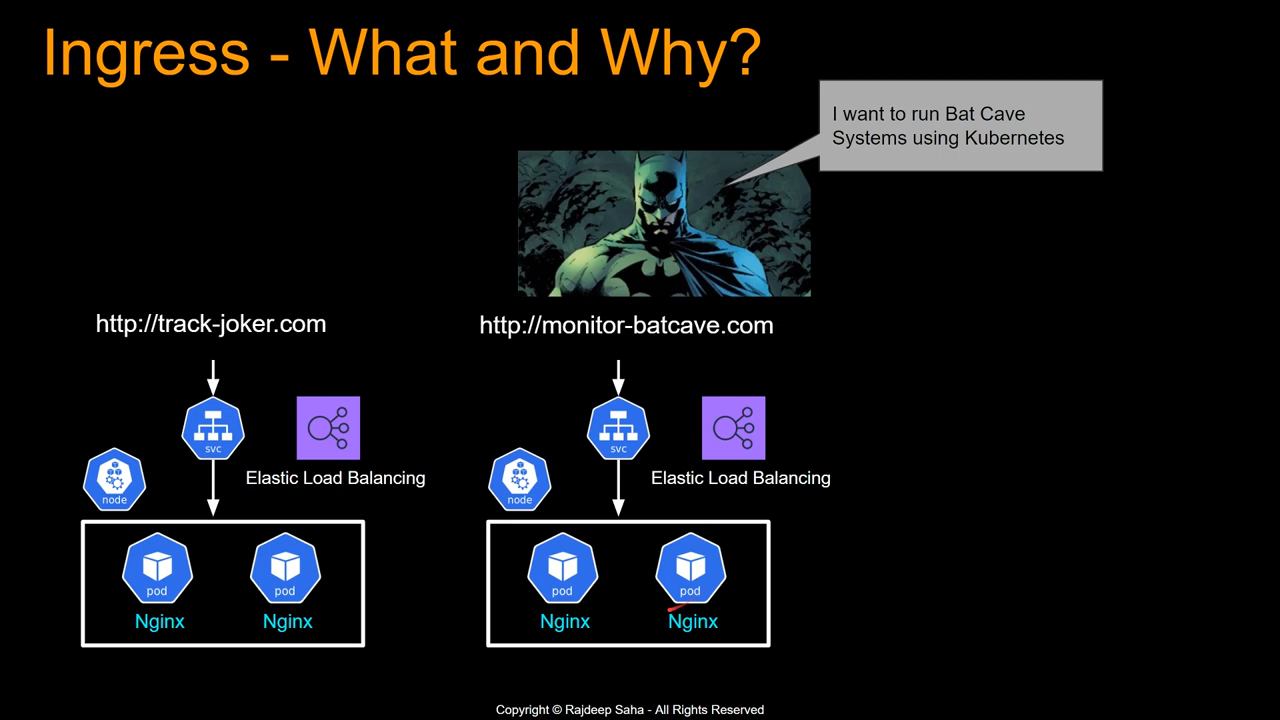 Ingress - What and Why?
I want to run Bat Cave
Systems using Kubernetes
http://track-joker.com
http://monitor-batcave.com
svc
Elastic Load Balancing
node
svc
Elastic Load Balancing
node
pod
pod
Nginx
Nginx
pod
pod
Nginx
Nginx
Copyright © Rajdeep Saha - All Rights Reserved